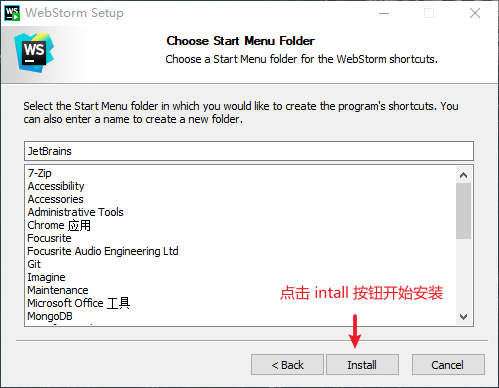 WebStorm Setup
WS
Choose Start Menu Folder
Choose a Start Menu folder for the WebStorm shortcuts.
Select the Start Menu folder in which you would like to create the program's shortcuts. You
can also enter a name to create a new folder.
JetBrains
7-Zip
Accessibility
Accessories
Administrative Tools
Chrome 应用
Focusrite
Focusrite Audio Engineering Ltd
Git
Imagine
Maintenance
Microsoft Office 工具
MongoDB
点击 intall 按钮开始安装
< Back
Install
Cancel